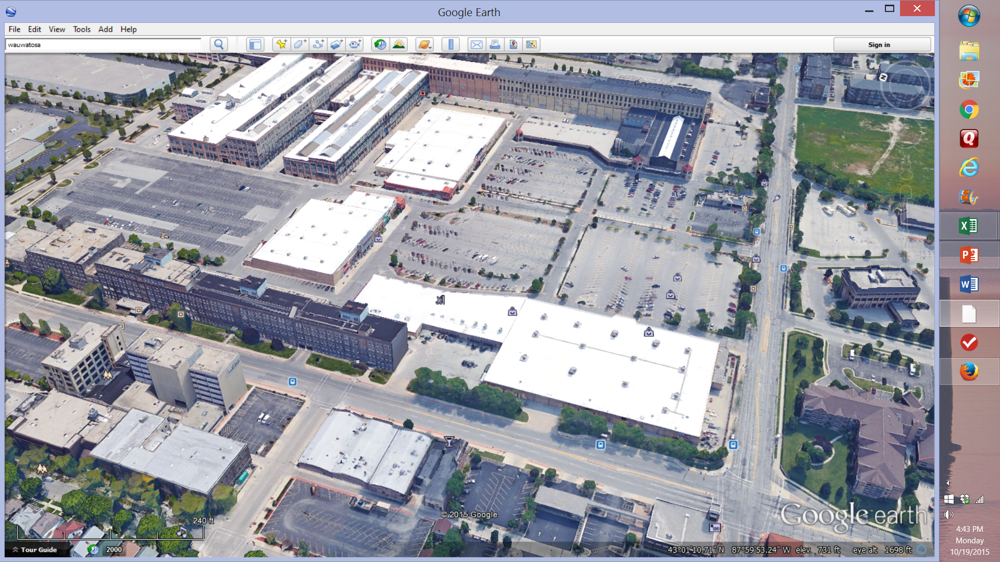 Google Earth
File Edit View Tools Add Help
wauwatosa
Sign in
N
240 ft
© 2015 Google
Google earth
Tour Guide
2000
43°01'10.71" N 87°59'53.24" W elev 731 ft eye alt 1698 ft
Q
X
P
W
4:43 PM
Monday
10/19/2015